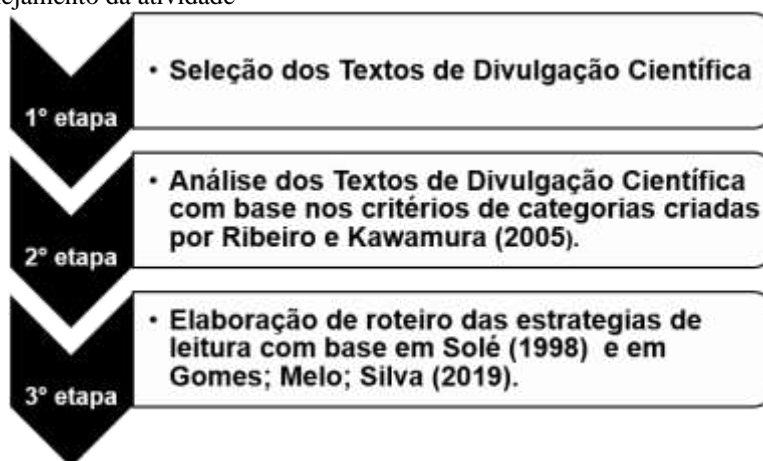 ejamento da atividade
1° etapa
• Seleção dos Textos de Divulgação Científica
2° etapa
• Análise dos Textos de Divulgação Científica
com base nos critérios de categorias criadas
por Ribeiro e Kawamura (2005).
3° etapa
• Elaboração de roteiro das estrategias de
leitura com base em Solé (1998) e em
Gomes; Melo; Silva (2019).